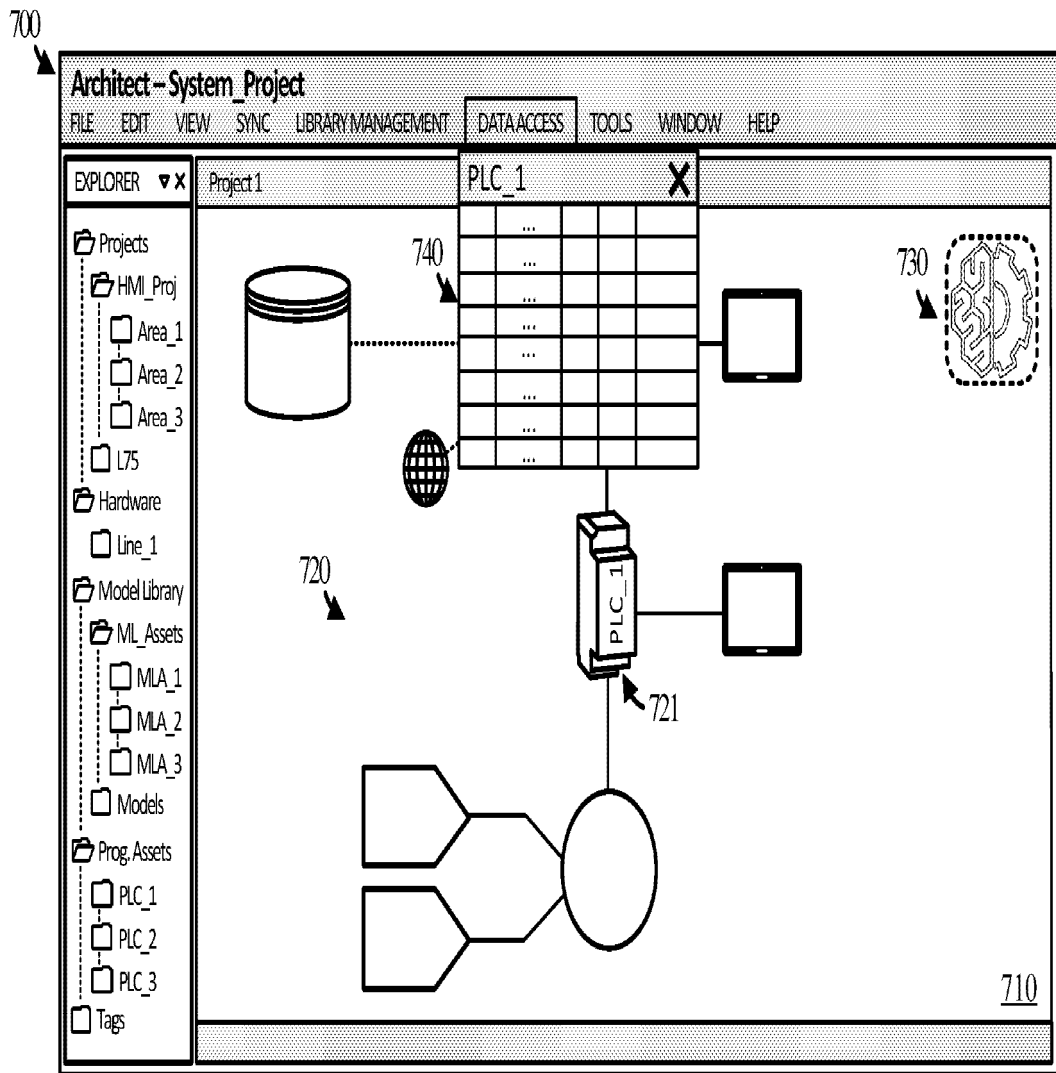 700
Architect – System_Project
FILE EDIT VIEW SYNC LIBRARY MANAGEMENT DATA ACCESS TOOLS WINDOW HELP
EXPLORER
Project 1
PLC_1
X
Projects
HMI_Proj
Area_1
Area_2
Area_3
L75
Hardware
Line_1
Model Library
ML_Assets
MLA_1
MLA_2
MLA_3
Models
Prog. Assets
PLC_1
PLC_2
PLC_3
Tags
740
...
...
...
...
...
...
...
...
730
720
PLC_1
721
710